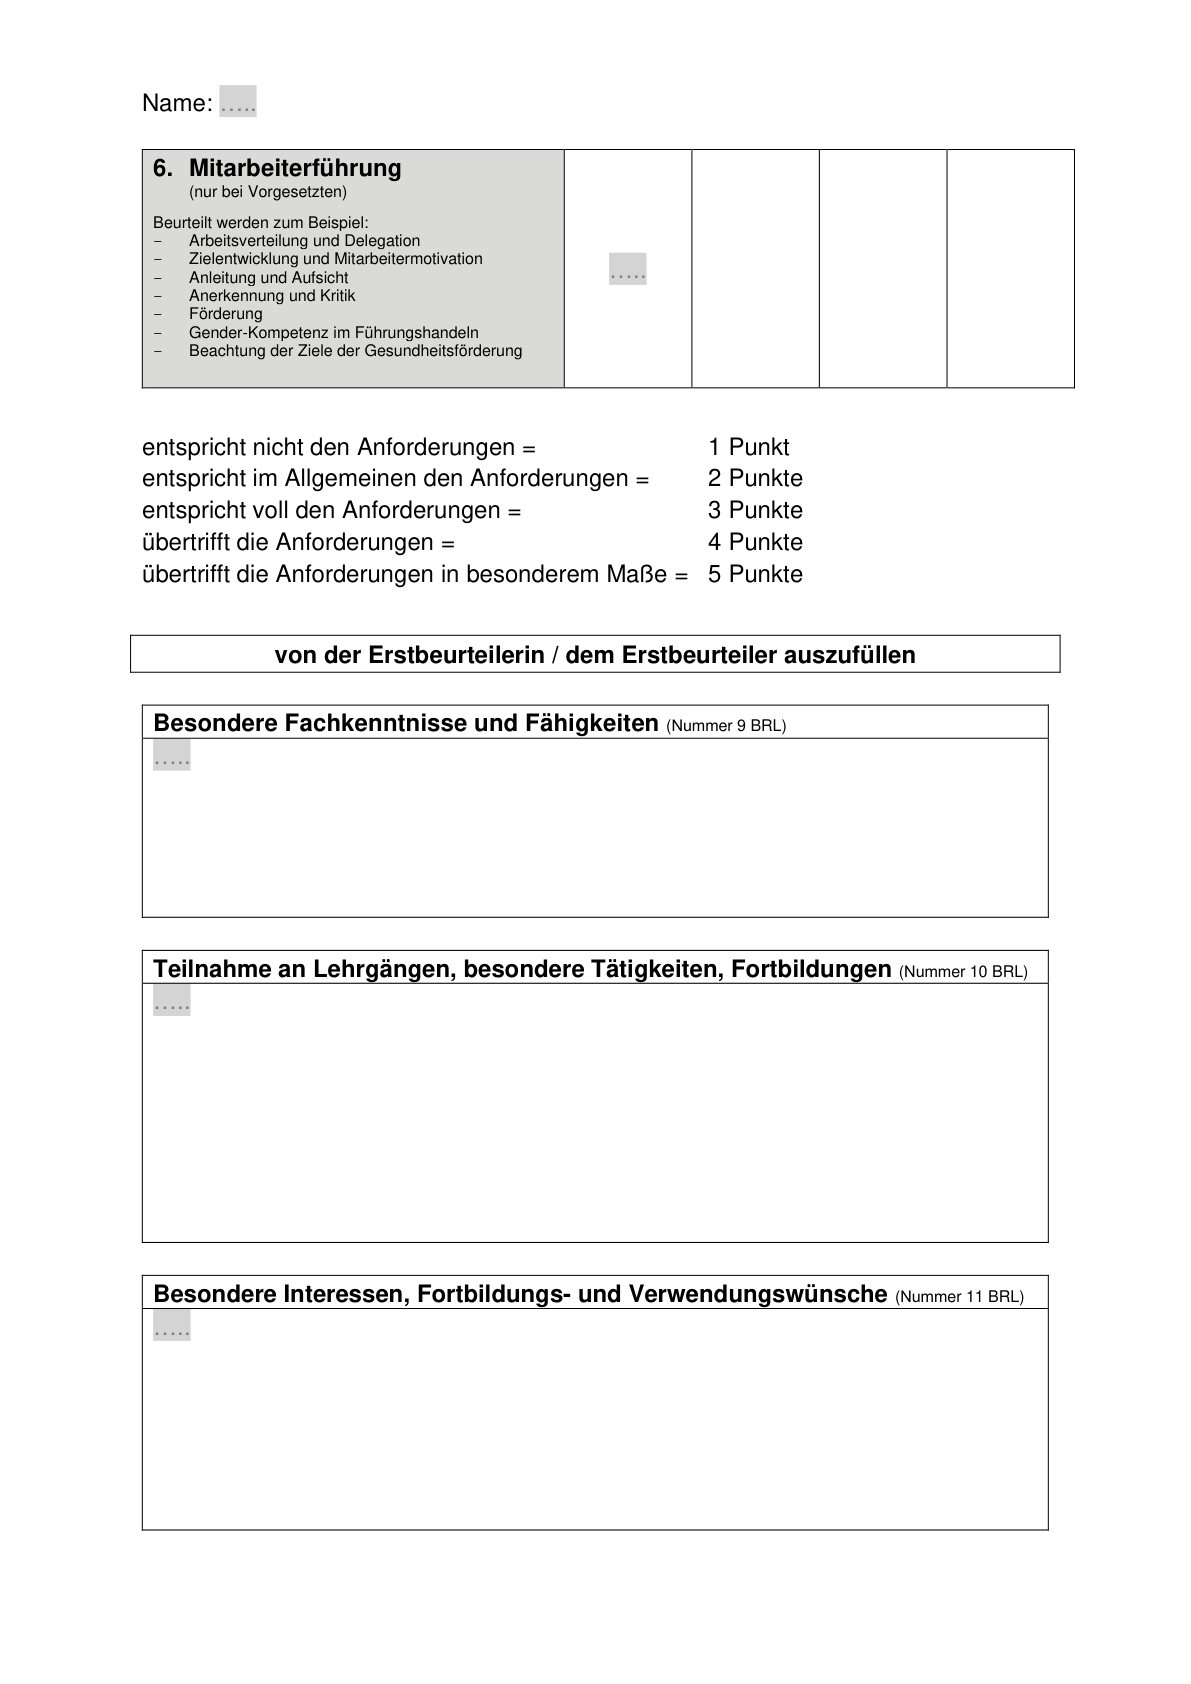 Name: .....
6. Mitarbeiterführung
(nur bei Vorgesetzten)
Beurteilt werden zum Beispiel:
– Arbeitsverteilung und Delegation
– Zielentwicklung und Mitarbeitermotivation
– Anleitung und Aufsicht
– Anerkennung und Kritik
– Förderung
– Gender-Kompetenz im Führungshandeln
– Beachtung der Ziele der Gesundheitsförderung
.....
entspricht nicht den Anforderungen = 1 Punkt
entspricht im Allgemeinen den Anforderungen = 2 Punkte
entspricht voll den Anforderungen = 3 Punkte
übertrifft die Anforderungen = 4 Punkte
übertrifft die Anforderungen in besonderem Maße = 5 Punkte
von der Erstbeurteilerin / dem Erstbeurteiler auszufüllen
Besondere Fachkenntnisse und Fähigkeiten (Nummer 9 BRL)
.....
Teilnahme an Lehrgängen, besondere Tätigkeiten, Fortbildungen (Nummer 10 BRL)
.....
Besondere Interessen, Fortbildungs- und Verwendungswünsche (Nummer 11 BRL)
.....